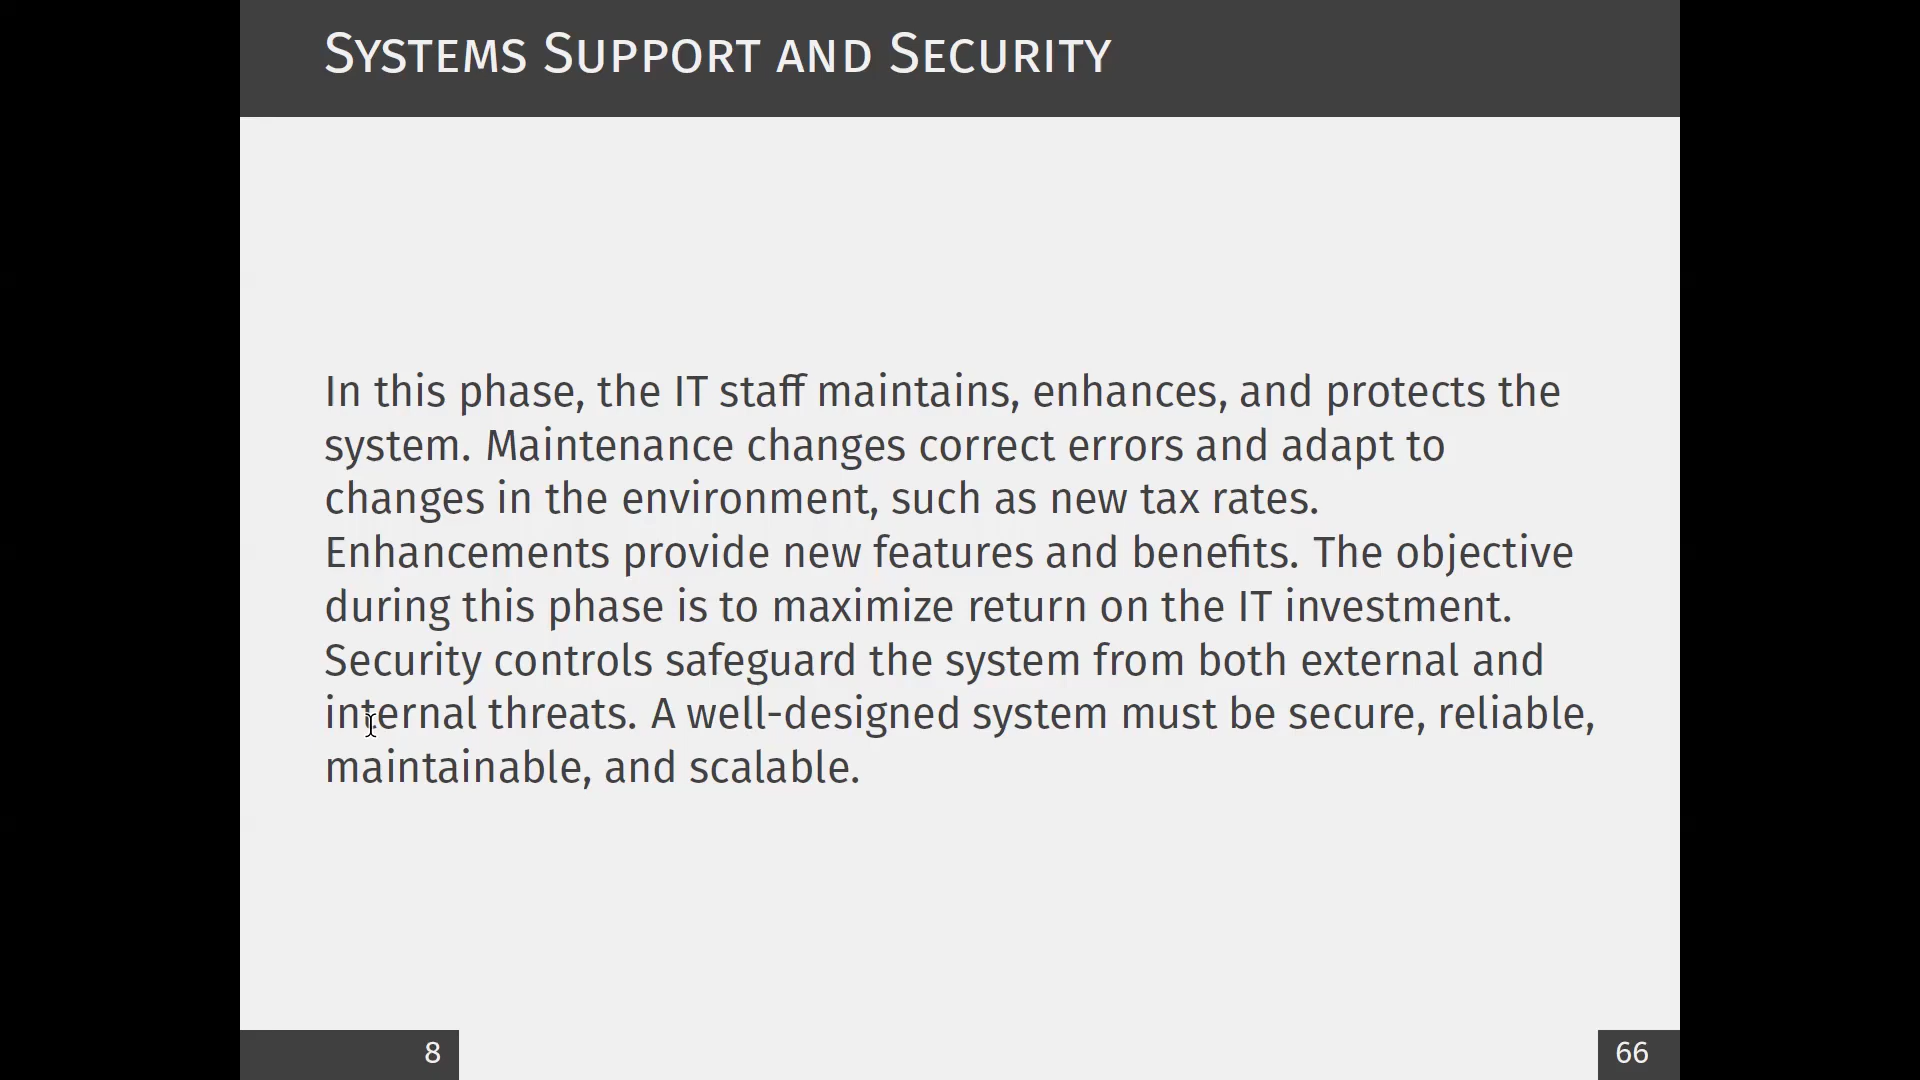 Systems Support and Security
In this phase, the IT staff maintains, enhances, and protects the
system. Maintenance changes correct errors and adapt to
changes in the environment, such as new tax rates.
Enhancements provide new features and benefits. The objective
during this phase is to maximize return on the IT investment.
Security controls safeguard the system from both external and
internal threats. A well-designed system must be secure, reliable,
maintainable, and scalable.
8
66